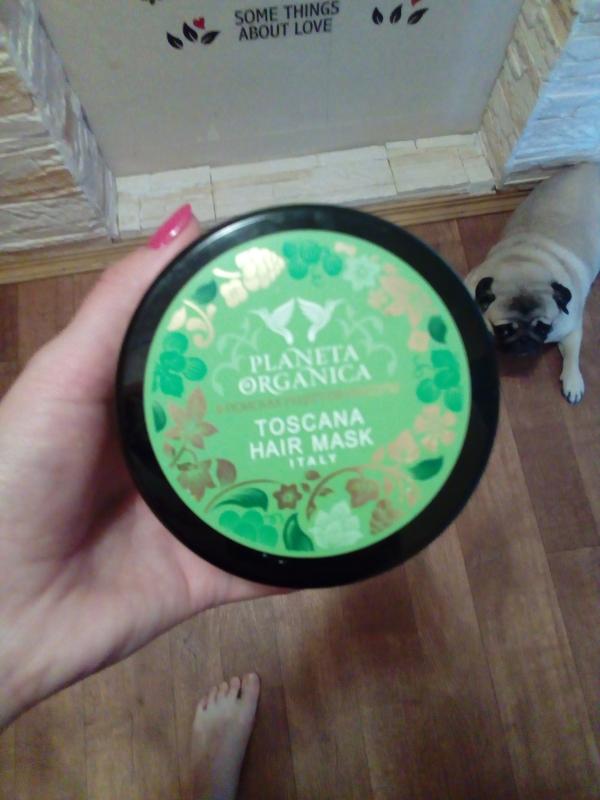 SOME THINGS
ABOUT LOVE
PLANETA
ORGANICA
TOSCANA
HAIR MASK
ITALY